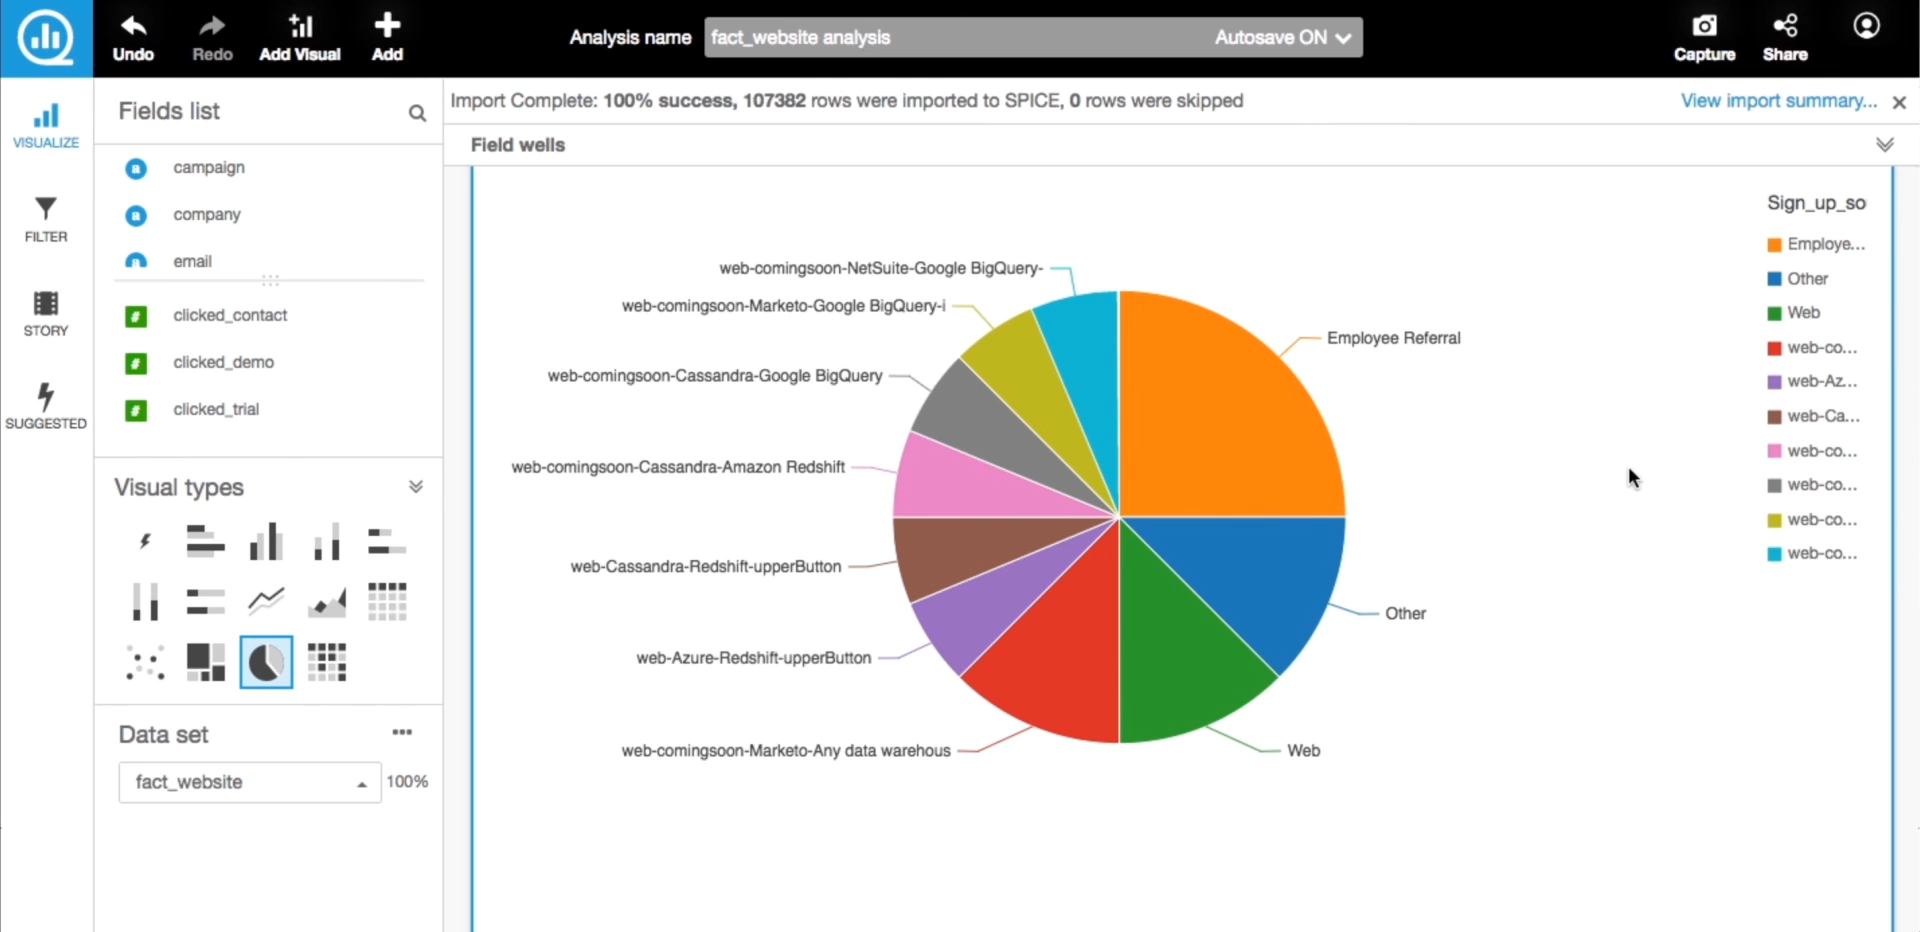 Undo
Redo
Add Visual
Add
Analysis name
fact_website analysis
Autosave ON
Capture
Share
VISUALIZE
FILTER
STORY
SUGGESTED
Fields list
a campaign
a company
a email
# clicked_contact
# clicked_demo
# clicked_trial
Visual types
Data set
fact_website
100%
Import Complete: 100% success, 107382 rows were imported to SPICE, 0 rows were skipped
View import summary...
Field wells
web-comingsoon-NetSuite-Google BigQuery-
web-comingsoon-Marketo-Google BigQuery-i
Employee Referral
web-comingsoon-Cassandra-Google BigQuery
web-comingsoon-Cassandra-Amazon Redshift
web-Cassandra-Redshift-upperButton
Other
web-Azure-Redshift-upperButton
web-comingsoon-Marketo-Any data warehous
Web
Sign_up_so
Employe...
Other
Web
web-co...
web-Az...
web-Ca...
web-co...
web-co...
web-co...
web-co...